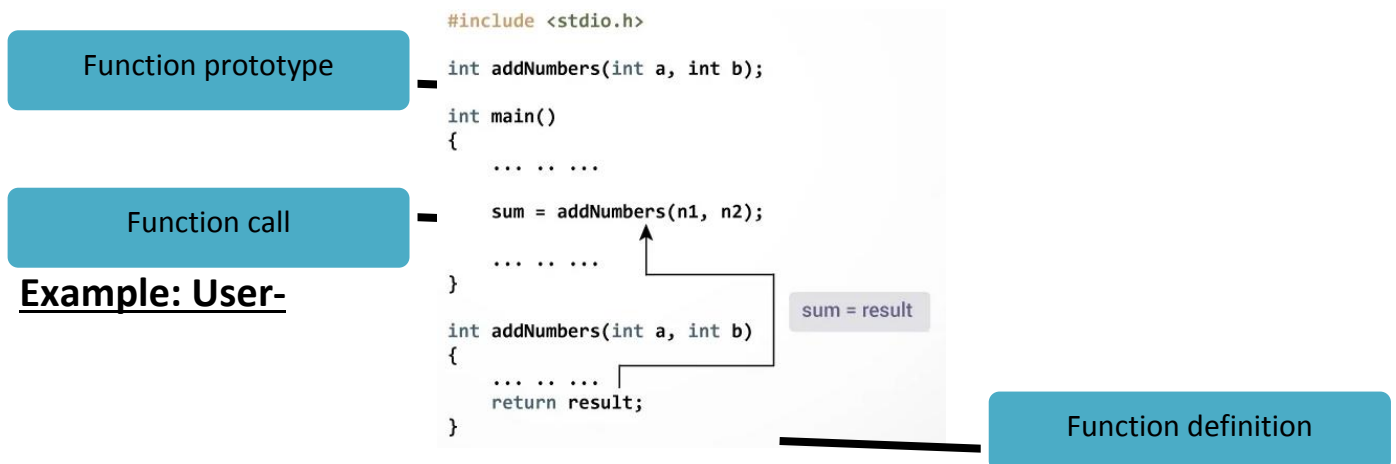 #include <stdio.h>
Function prototype
int addNumbers(int a, int b);
int main()
{
... .. ...
Function call
sum = addNumbers(n1, n2);
... .. ...
}
Example: User-
sum = result
int addNumbers(int a, int b)
{
... .. ...
return result;
}
Function definition